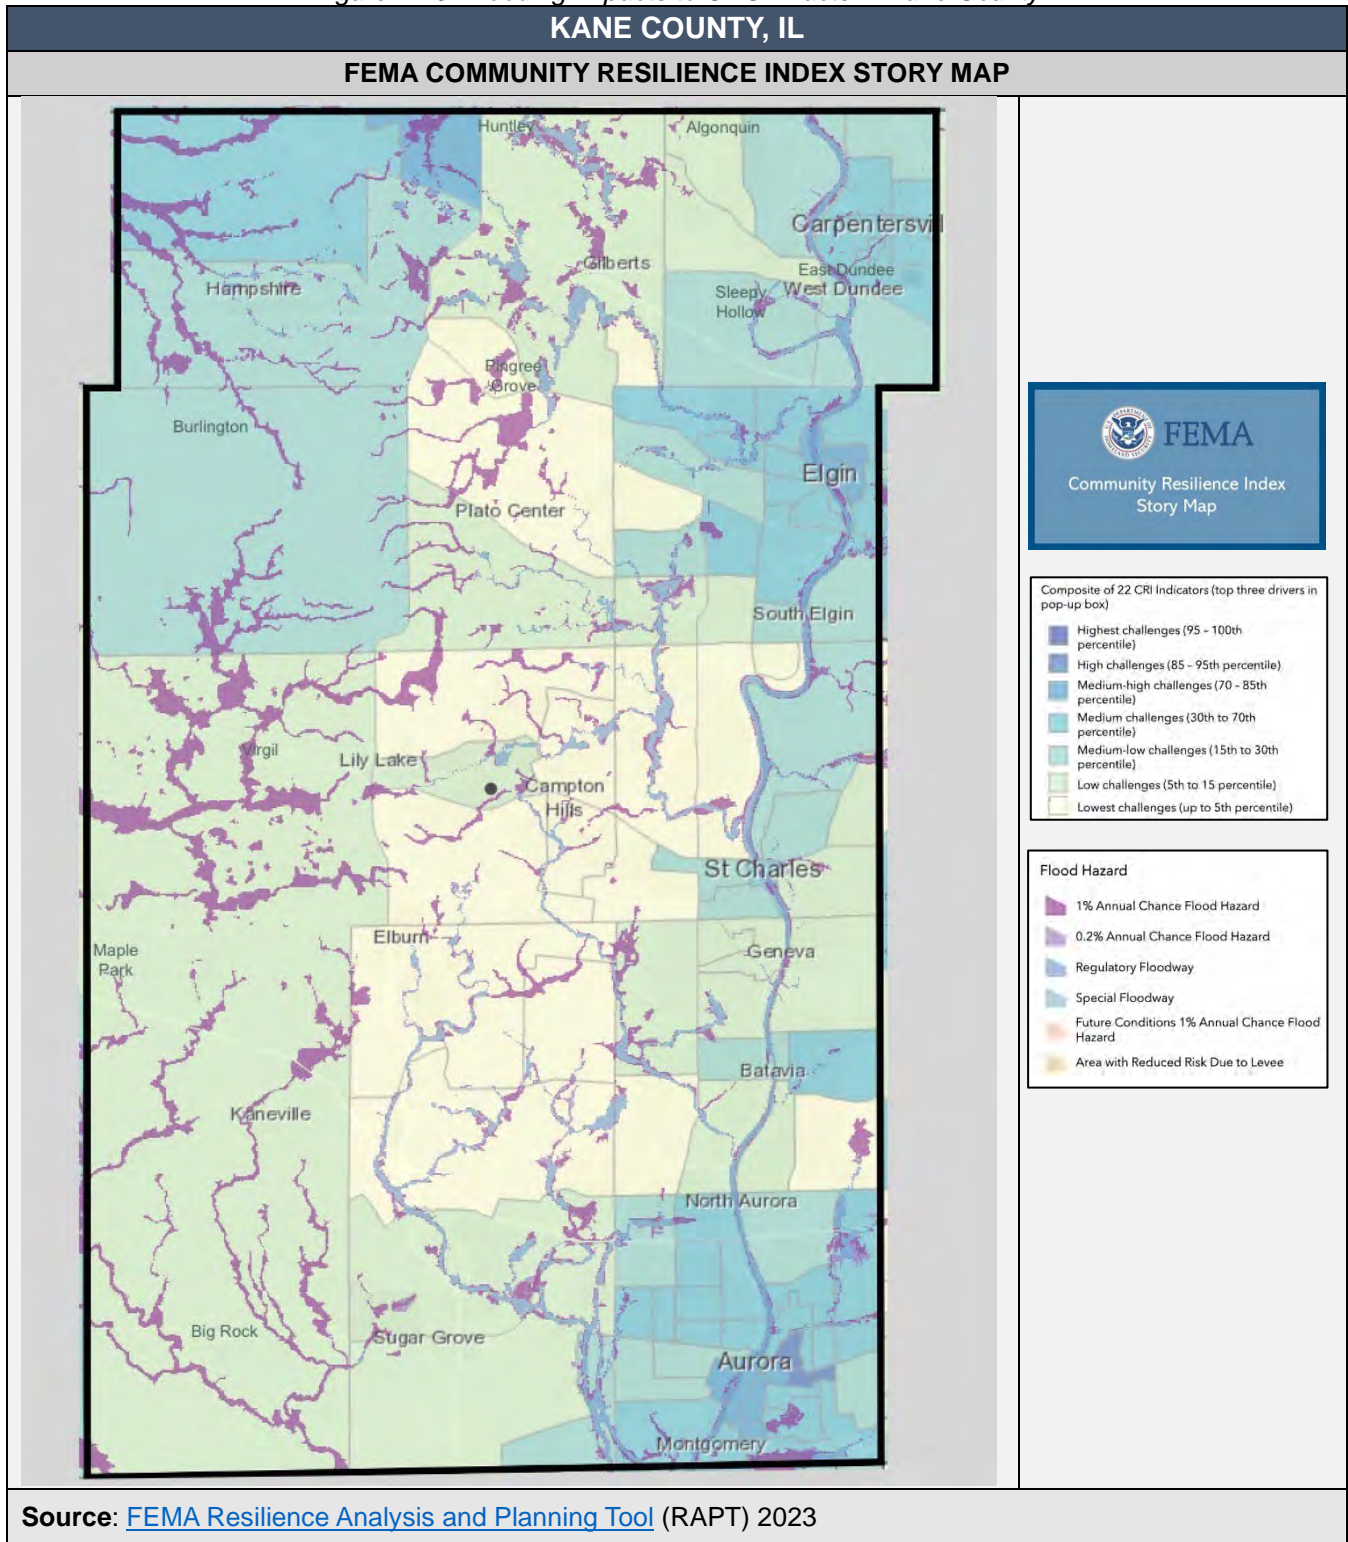 KANE COUNTY, IL
FEMA COMMUNITY RESILIENCE INDEX STORY MAP
Huntley
Algonquin
Carpentersvil
Gilberts
East Dundee
Hampshire
Sleepy
Hollow
West Dundee
Pingree
Grove
Burlington
Elgin
Plato Center
South Elgin
Virgil
Lily Lake
Campton
Hills
St Charles
Elburn
Maple
Park
Geneva
Batavia
Kaneville
North Aurora
Big Rock
Sugar Grove
Aurora
Montgomery
U.S. DEPARTMENT OF HOMELAND SECURITY
FEMA
Community Resilience Index
Story Map
Composite of 22 CRI Indicators (top three drivers in
pop-up box)
Highest challenges (95 - 100th
percentile)
High challenges (85 - 95th percentile)
Medium-high challenges (70 - 85th
percentile)
Medium challenges (30th to 70th
percentile)
Medium-low challenges (15th to 30th
percentile)
Low challenges (5th to 15 percentile)
Lowest challenges (up to 5th percentile)
Flood Hazard
1% Annual Chance Flood Hazard
0.2% Annual Chance Flood Hazard
Regulatory Floodway
Special Floodway
Future Conditions 1% Annual Chance Flood
Hazard
Area with Reduced Risk Due to Levee
Source: FEMA Resilience Analysis and Planning Tool (RAPT) 2023